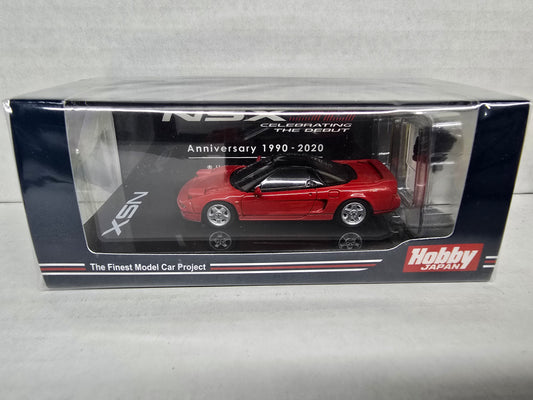 NSX
CELEBRATING
THE DEBUT
Anniversary 1990 - 2020
NSX
The Finest Model Car Project
Hobby
JAPAN